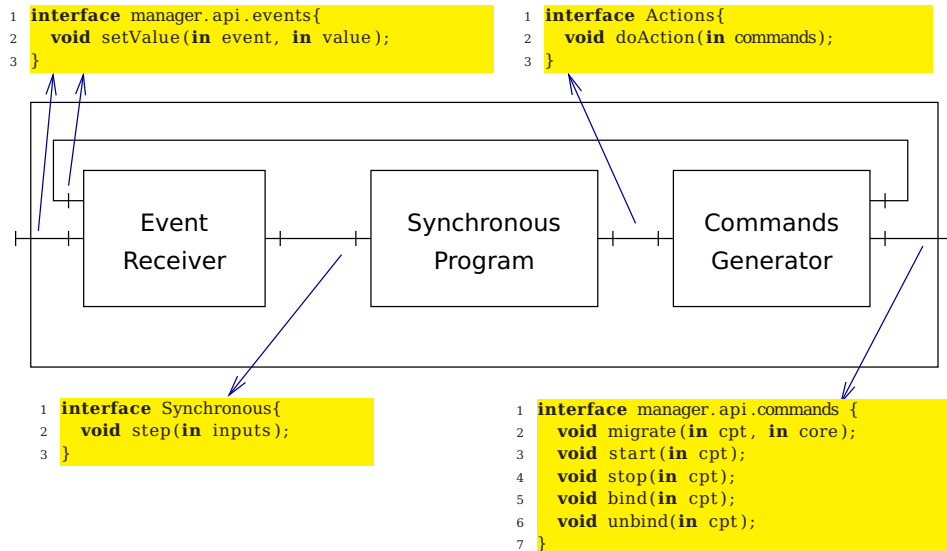 1 interface manager.api.events{
2 void setValue(in event, in value);
3 }
1 interface Actions{
2 void doAction(in commands);
3 }
Event
Receiver
Synchronous
Program
Commands
Generator
1 interface Synchronous{
2 void step(in inputs);
3 }
1 interface manager.api.commands {
2 void migrate(in cpt, in core);
3 void start(in cpt);
4 void stop(in cpt);
5 void bind(in cpt);
6 void unbind(in cpt);
7 }